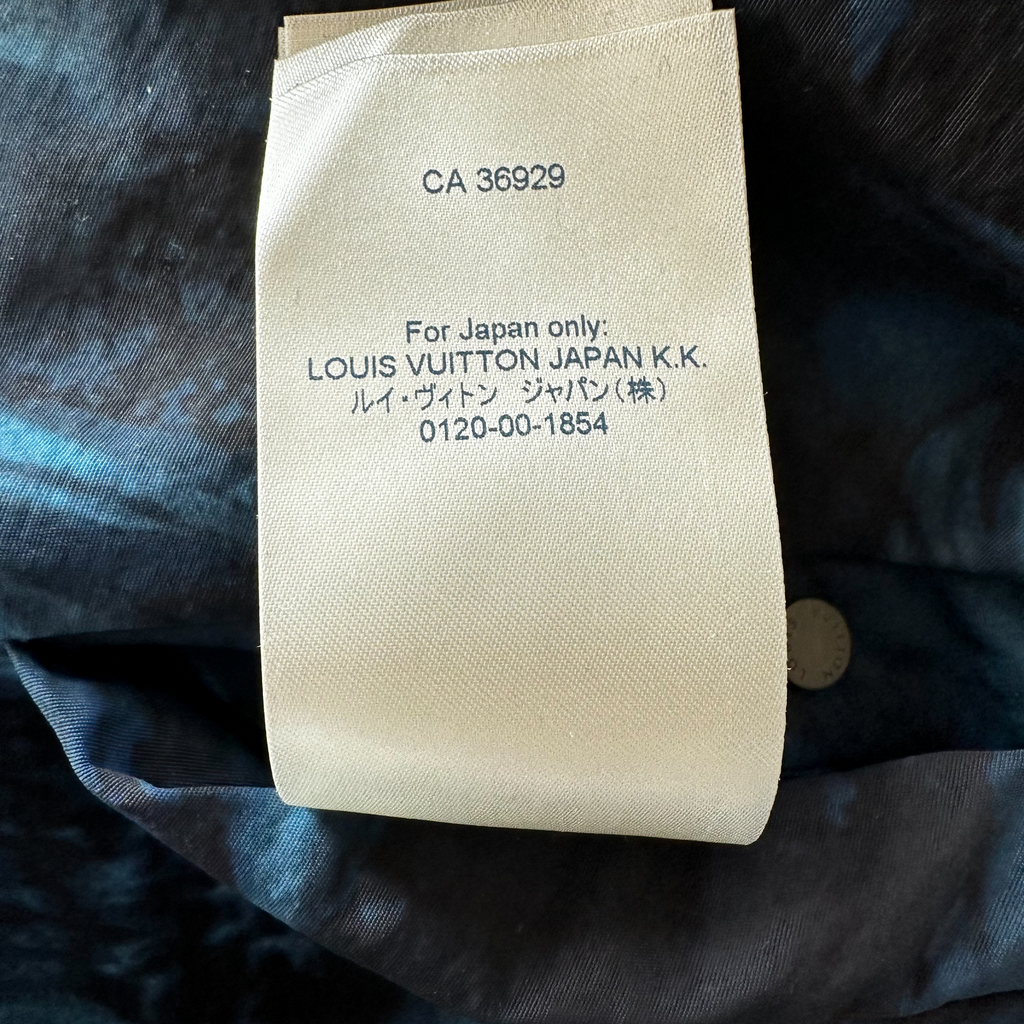 CA 36929
For Japan only:
LOUIS VUITTON JAPAN K.K.
ルイ・ヴィトン ジャパン(株)
0120-00-1854
VUITTON